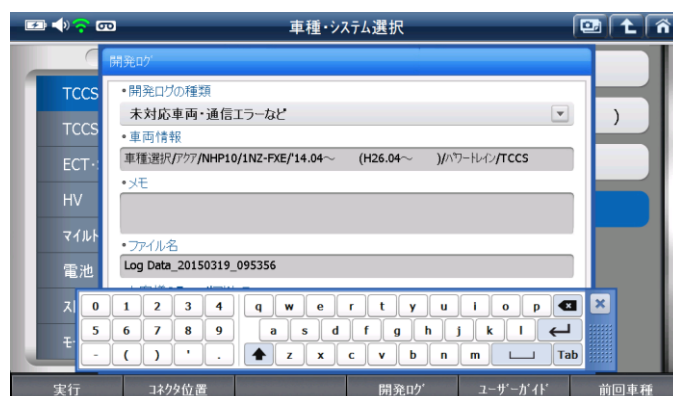 車種・システム選択
開発ログ
TCCS
TCCS
ECT・
HV
マイルト
電池
ス
モ
)
・開発ログの種類
未対応車両・通信エラーなど
・車両情報
車種選択/アクア/NHP10/1NZ-FXE/'14.04～ (H26.04～ )/パワートレイン/TCCS
・メモ
・ファイル名
Log Data_20150319_095356
0 1 2 3 4 q w e r t y u i o p
5 6 7 8 9 a s d f g h j k l
- ( ) ' . z x c v b n m Tab
実行 コネクタ位置 開発ログ ユーザーガイド 前回車種